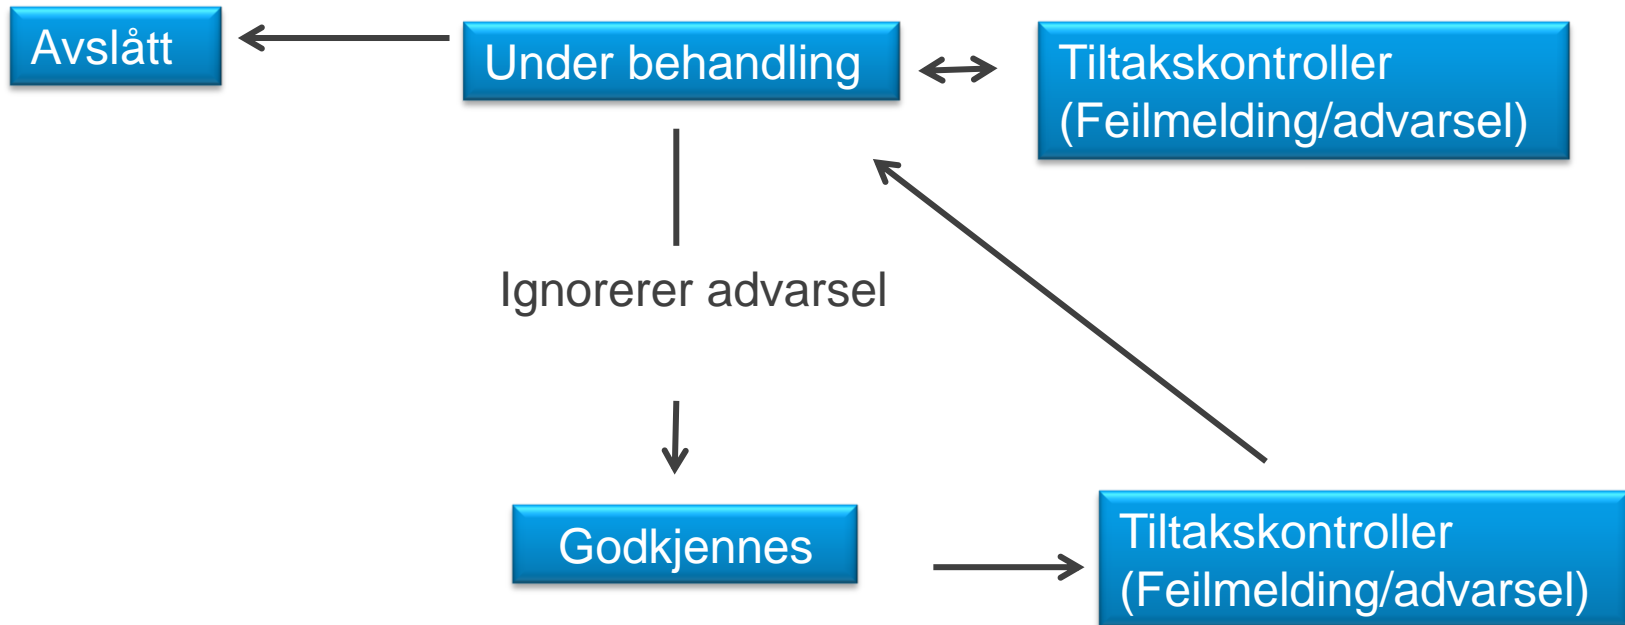 Avslått
Under behandling
Tiltakskontroller
(Feilmelding/advarsel)
Ignorerer advarsel
Godkjennes
Tiltakskontroller
(Feilmelding/advarsel)